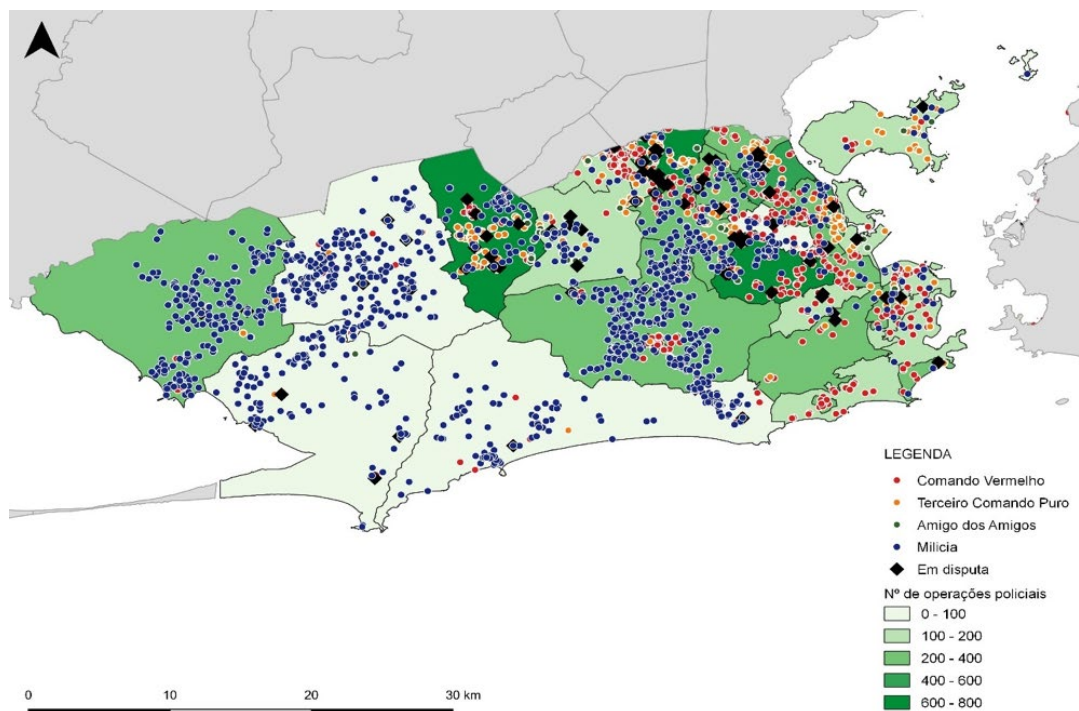 LEGENDA
Comando Vermelho
Terceiro Comando Puro
Amigo dos Amigos
Milicia
Em disputa
Nº de operações policiais
0 - 100
100 - 200
200 - 400
400 - 600
600 - 800
0 10 20 30 km